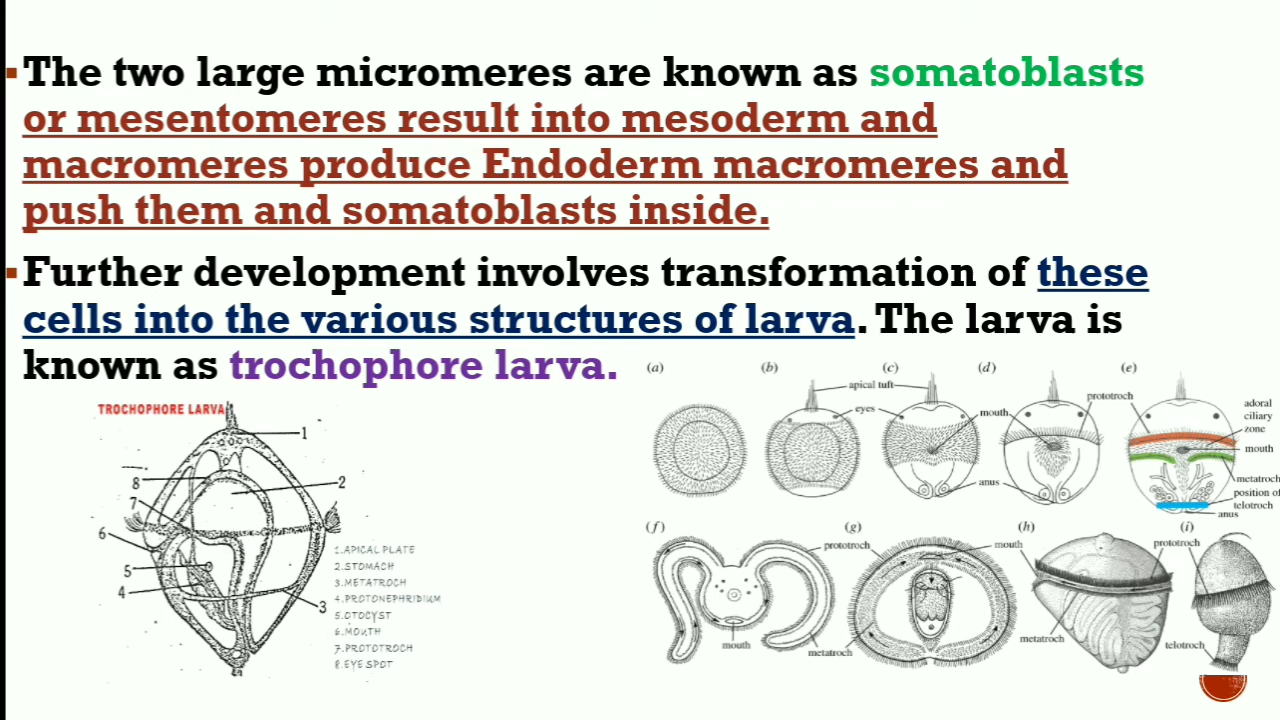 The two large micromeres are known as somatoblasts
or mesentomeres result into mesoderm and
macromeres produce Endoderm macromeres and
push them and somatoblasts inside.
Further development involves transformation of these
cells into the various structures of larva. The larva is
known as trochophore larva.
TROCHOPHORE LARVA
1
2
3
4
5
6
7
8
1.APICAL PLATE
2.STOMACH
3.METATROCH
4.PROTONEPHRIDIUM
5.OTOCYST
6.MOUTH
7.PROTOTROCH
8.EYE SPOT
(a)
(b)
(c)
(d)
(e)
apical tuft
eyes
mouth
anus
prototroch
adoral
ciliary
zone
mouth
metatroch
position of
telotroch
anus
(f)
(g)
(h)
(i)
prototroch
mouth
prototroch
mouth
metatroch
metatroch
telotroch